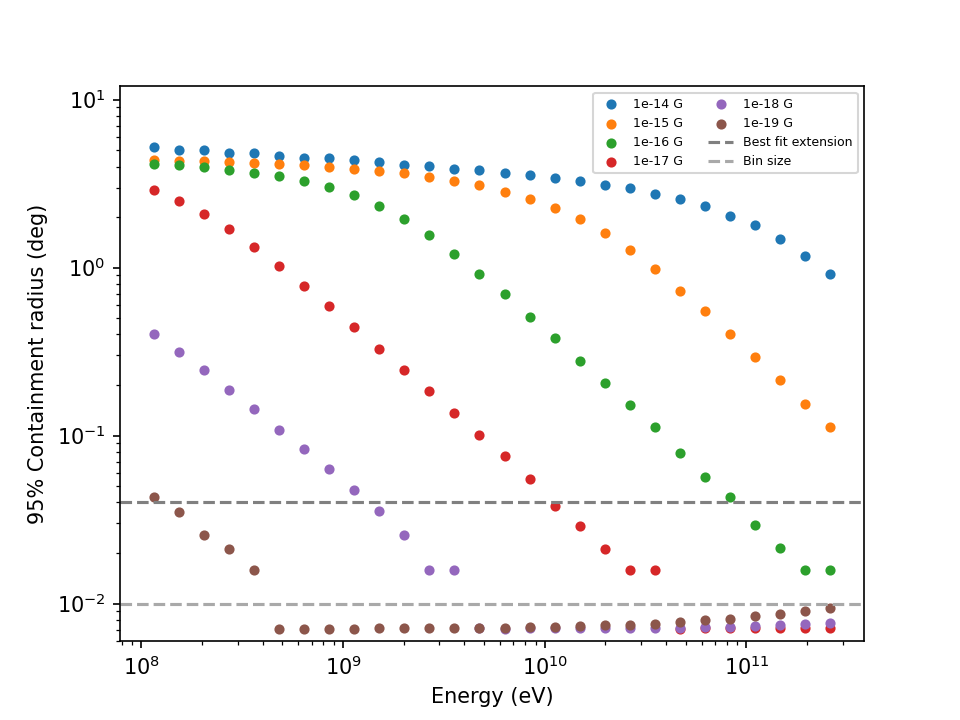 10¹
10⁰
10⁻¹
10⁻²
95% Containment radius (deg)
1e-14 G
1e-15 G
1e-16 G
1e-17 G
1e-18 G
1e-19 G
Best fit extension
Bin size
10⁸
10⁹
10¹⁰
10¹¹
Energy (eV)